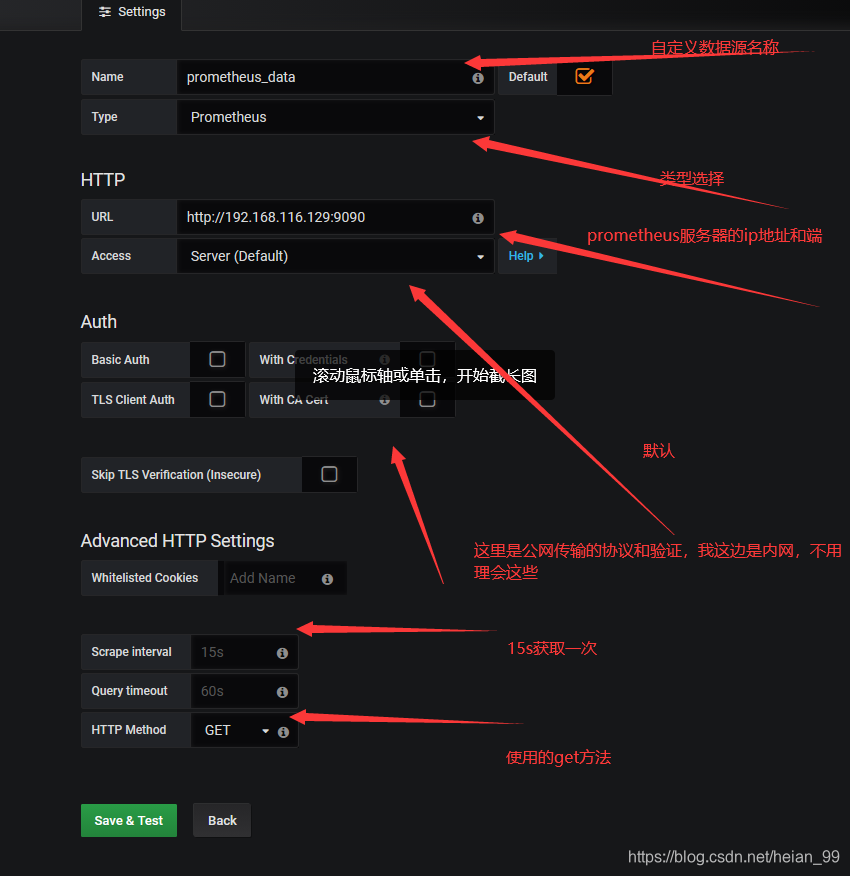 Settings
自定义数据源名称
Name prometheus_data Default
Type Prometheus
类型选择
HTTP
URL http://192.168.116.129:9090
prometheus服务器的ip地址和端
Access Server (Default) Help
Auth
Basic Auth With Credentials
滚动鼠标轴或单击，开始截长图
TLS Client Auth With CA Cert
默认
Skip TLS Verification (Insecure)
Advanced HTTP Settings
这里是公网传输的协议和验证，我这边是内网，不用
理会这些
Whitelisted Cookies Add Name
Scrape interval 15s
15s获取一次
Query timeout 60s
HTTP Method GET
使用的get方法
Save & Test Back
https://blog.csdn.net/heian_99